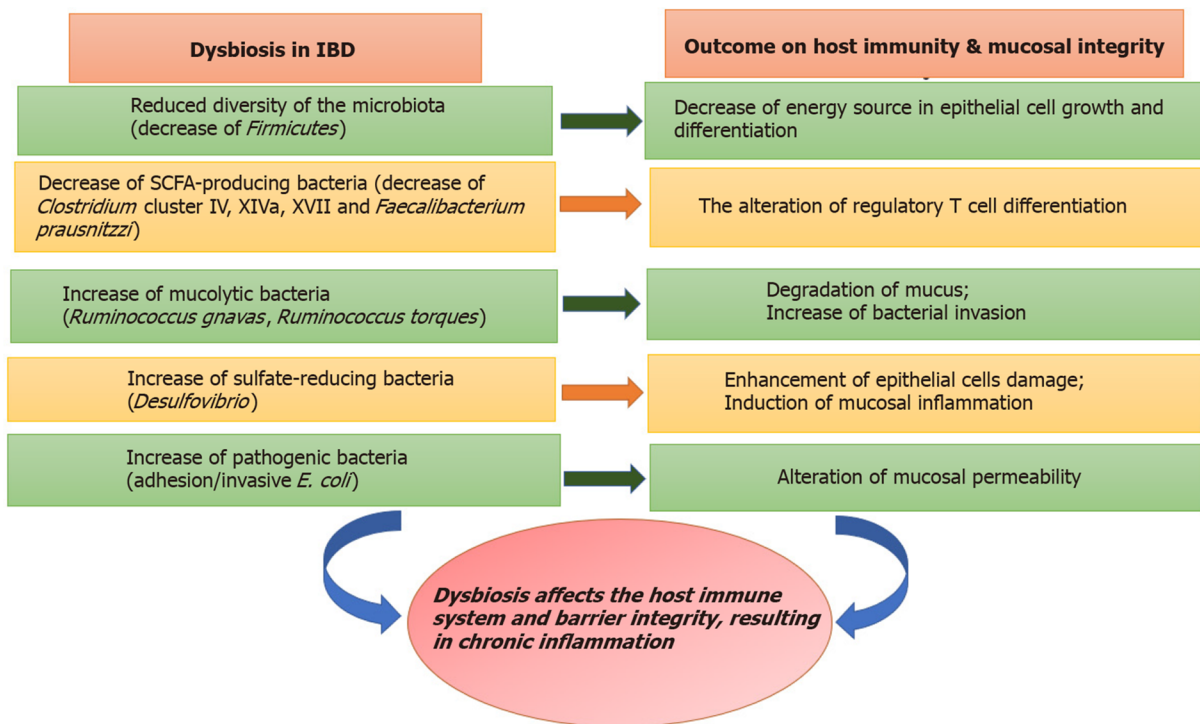 Dysbiosis in IBD
Outcome on host immunity & mucosal integrity
Reduced diversity of the microbiota
(decrease of Firmicutes)
Decrease of energy source in epithelial cell growth and
differentiation
Decrease of SCFA-producing bacteria (decrease of
Clostridium cluster IV, XIVa, XVII and Faecalibacterium
prausnitzzi)
The alteration of regulatory T cell differentiation
Increase of mucolytic bacteria
(Ruminococcus gnavas, Ruminococcus torques)
Degradation of mucus;
Increase of bacterial invasion
Increase of sulfate-reducing bacteria
(Desulfovibrio)
Enhancement of epithelial cells damage;
Induction of mucosal inflammation
Increase of pathogenic bacteria
(adhesion/invasive E. coli)
Alteration of mucosal permeability
Dysbiosis affects the host immune
system and barrier integrity, resulting
in chronic inflammation